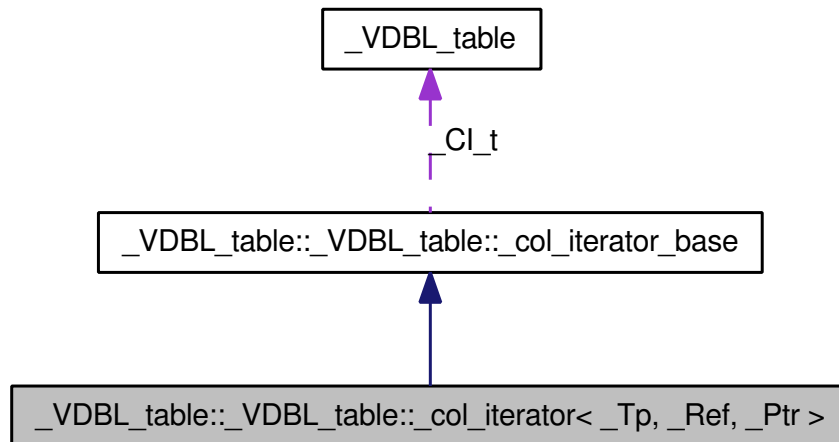 _VDBL_table
_CI_t
_VDBL_table::_VDBL_table::_col_iterator_base
_VDBL_table::_VDBL_table::_col_iterator< _Tp, _Ref, _Ptr >